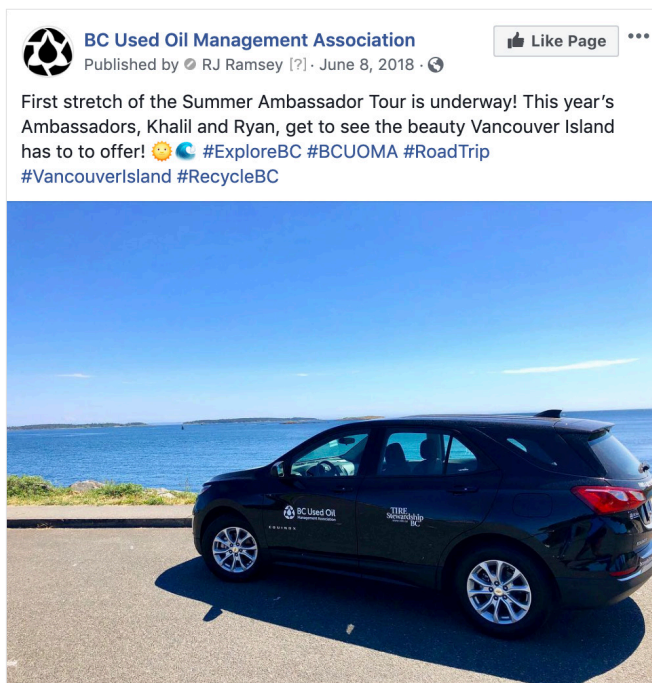 BC Used Oil Management Association
Like Page
Published by RJ Ramsey [?] · June 8, 2018 ·
First stretch of the Summer Ambassador Tour is underway! This year's
Ambassadors, Khalil and Ryan, get to see the beauty Vancouver Island
has to to offer! 🌞🌊 #ExploreBC #BCUOMA #RoadTrip
#VancouverIsland #RecycleBC
BC Used Oil
Management Association
EQUINOX
TIRE
Stewardship
BC